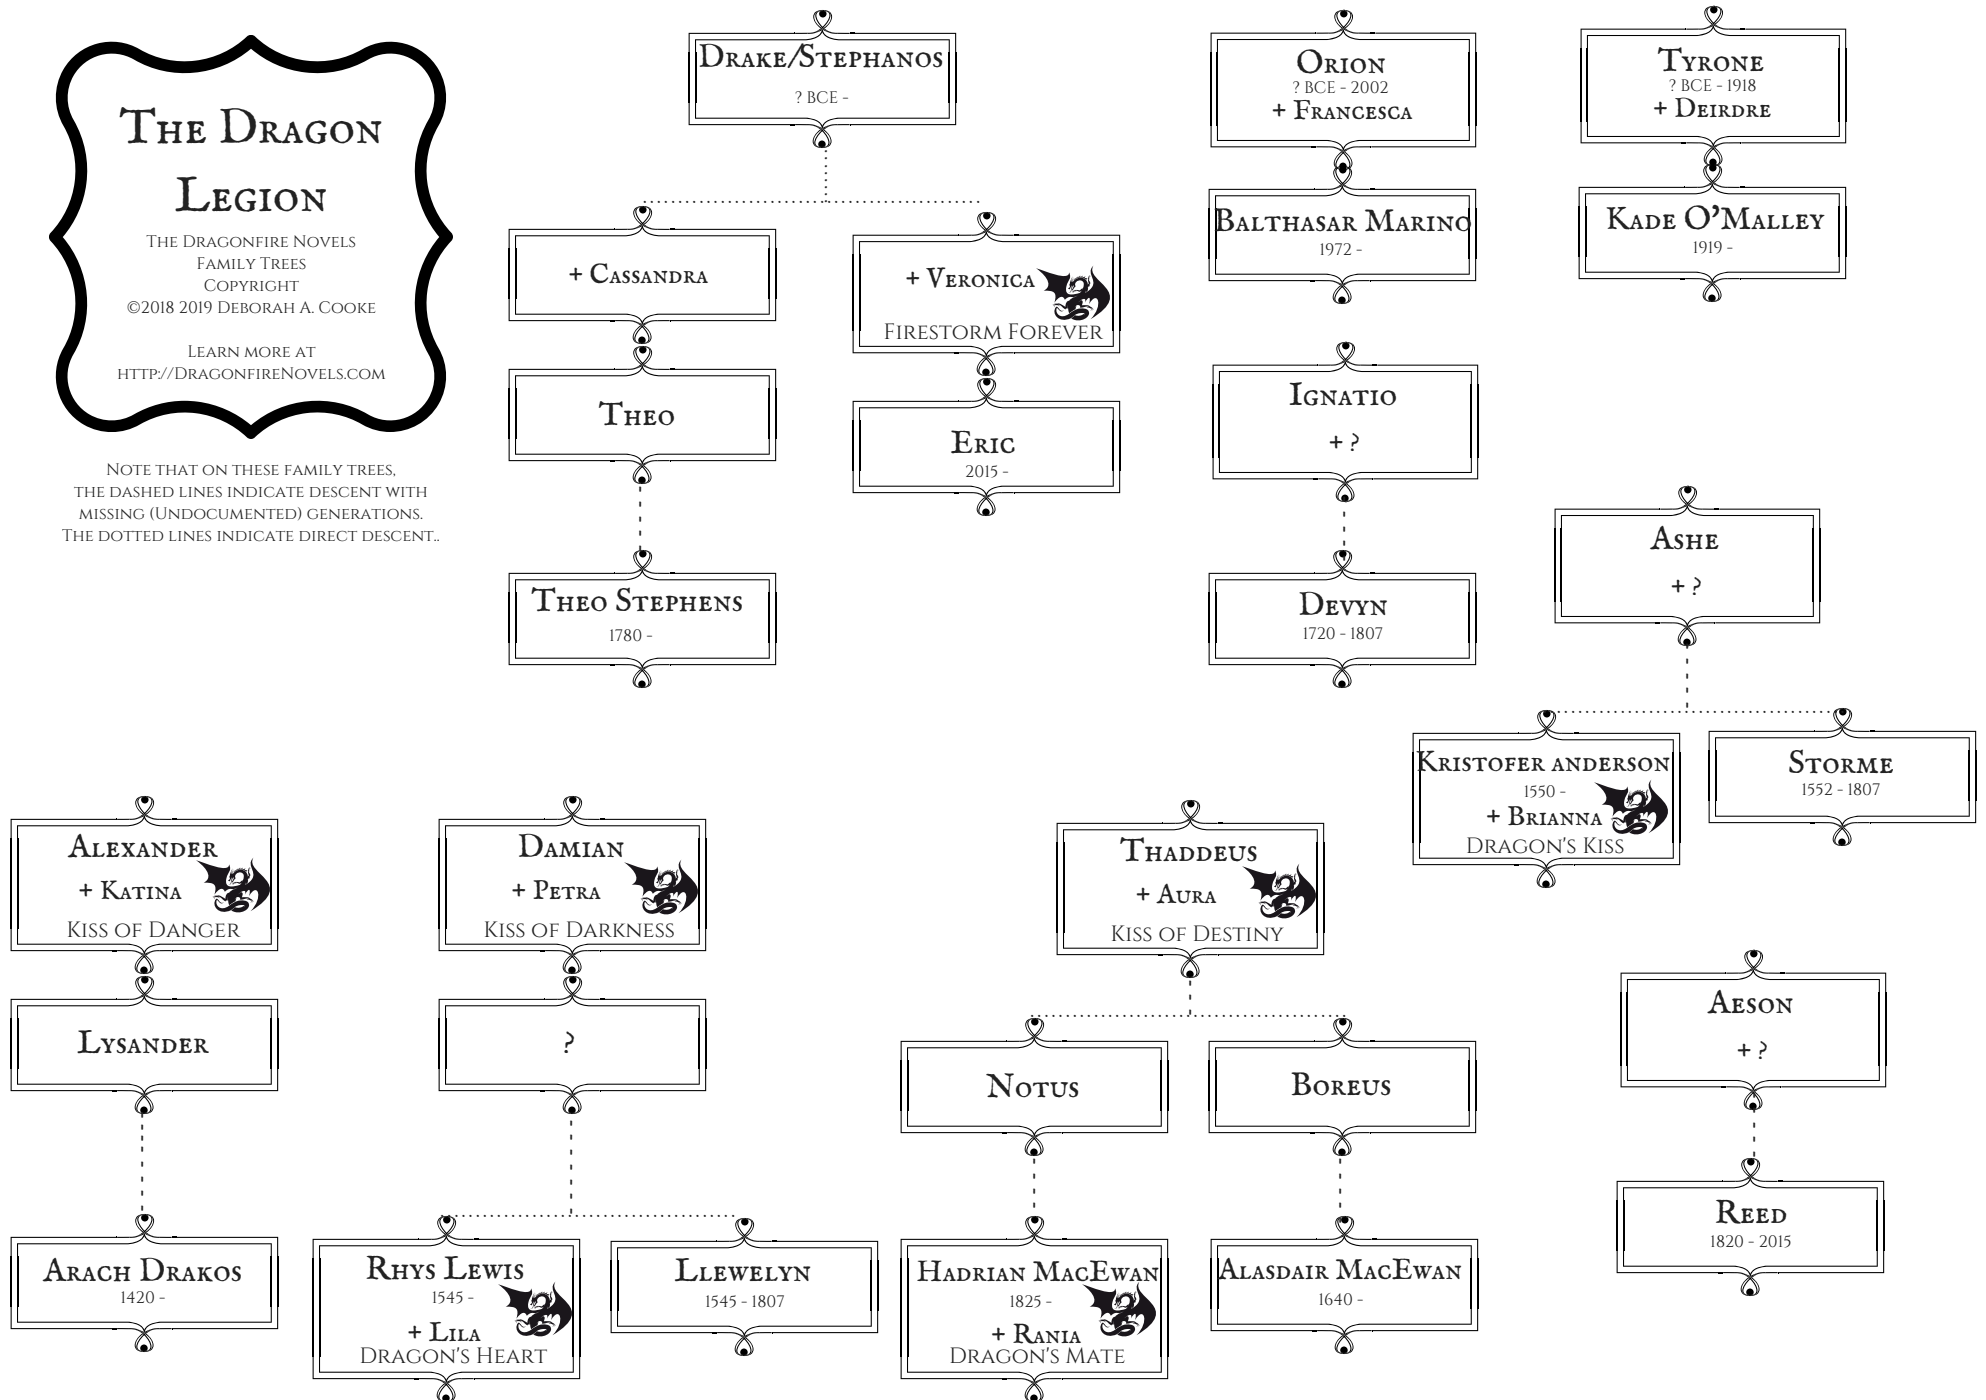 The Dragon
Legion
The Dragonfire Novels
Family Trees
Copyright
©2018 2019 Deborah A. Cooke
Learn more at
http://DragonfireNovels.com
Note that on these family trees,
the dashed lines indicate descent with
missing (Undocumented) generations.
The dotted lines indicate direct descent..
Drake/Stephanos
? BCE -
+ Cassandra
+ Veronica
Firestorm Forever
Theo
Eric
2015 -
Theo Stephens
1780 -
Orion
? BCE - 2002
+ Francesca
Balthasar Marino
1972 -
Tyrone
? BCE - 1918
+ Deirdre
Kade O'Malley
1919 -
Ignatio
+ ?
Devyn
1720 - 1807
Ashe
+ ?
Kristofer anderson
1550 -
+ Brianna
Dragon's Kiss
Storme
1552 - 1807
Alexander
+ Katina
Kiss of Danger
Lysander
Arach Drakos
1420 -
Damian
+ Petra
Kiss of Darkness
?
Rhys Lewis
1545 -
+ Lila
Dragon's Heart
Llewelyn
1545 - 1807
Thaddeus
+ Aura
Kiss of Destiny
Notus
Boreus
Hadrian MacEwan
1825 -
+ Rania
Dragon's Mate
Alasdair MacEwan
1640 -
Aeson
+ ?
Reed
1820 - 2015